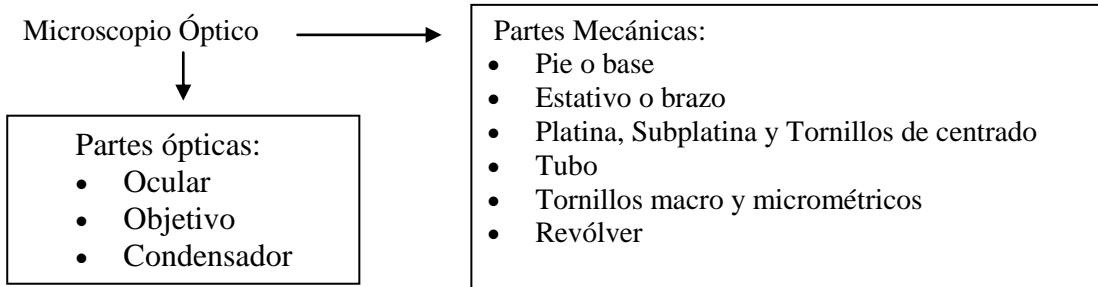 Microscopio Óptico
Partes ópticas:
• Ocular
• Objetivo
• Condensador
Partes Mecánicas:
• Pie o base
• Estativo o brazo
• Platina, Subplatina y Tornillos de centrado
• Tubo
• Tornillos macro y micrométricos
• Revólver